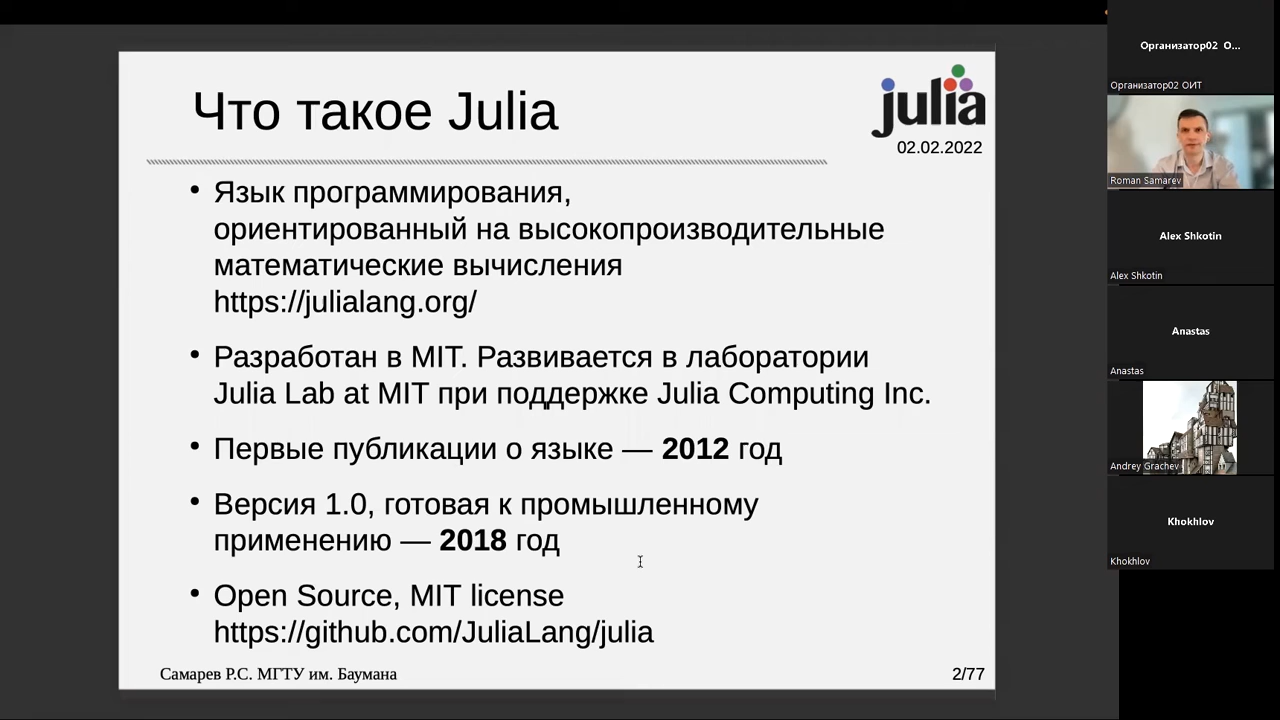 Что такое Julia
julia
02.02.2022
• Язык программирования,
ориентированный на высокопроизводительные
математические вычисления
https://julialang.org/
• Разработан в MIT. Развивается в лаборатории
Julia Lab at MIT при поддержке Julia Computing Inc.
• Первые публикации о языке — 2012 год
• Версия 1.0, готовая к промышленному
применению — 2018 год
• Open Source, MIT license
https://github.com/JuliaLang/julia
Самарев Р.С. МГТУ им. Баумана
2/77
Организатор02 О...
Организатор02 ОИТ
Roman Samarev
Alex Shkotin
Alex Shkotin
Anastas
Anastas
Andrey Grachev
Khokhlov
Khokhlov